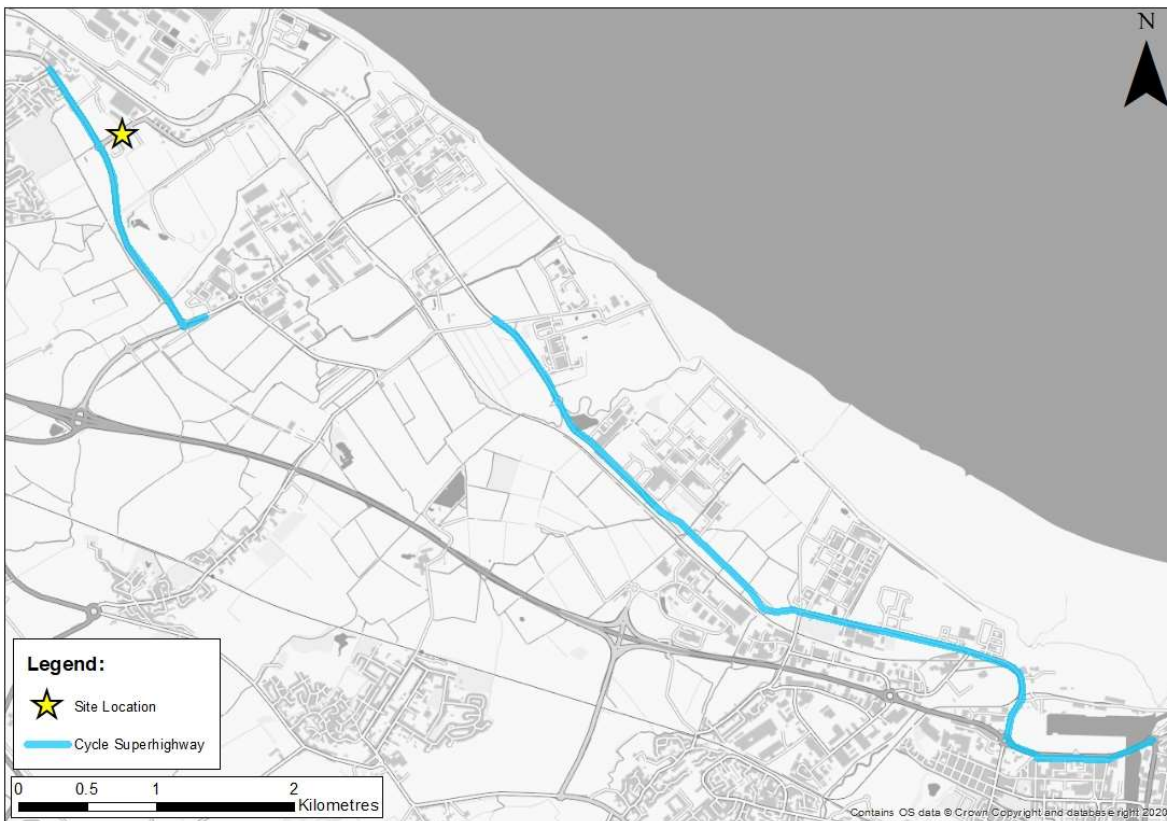 N
Legend:
Site Location
Cycle Superhighway
0 0.5 1 2
Kilometres
Contains OS data © Crown Copyright and database right 2020